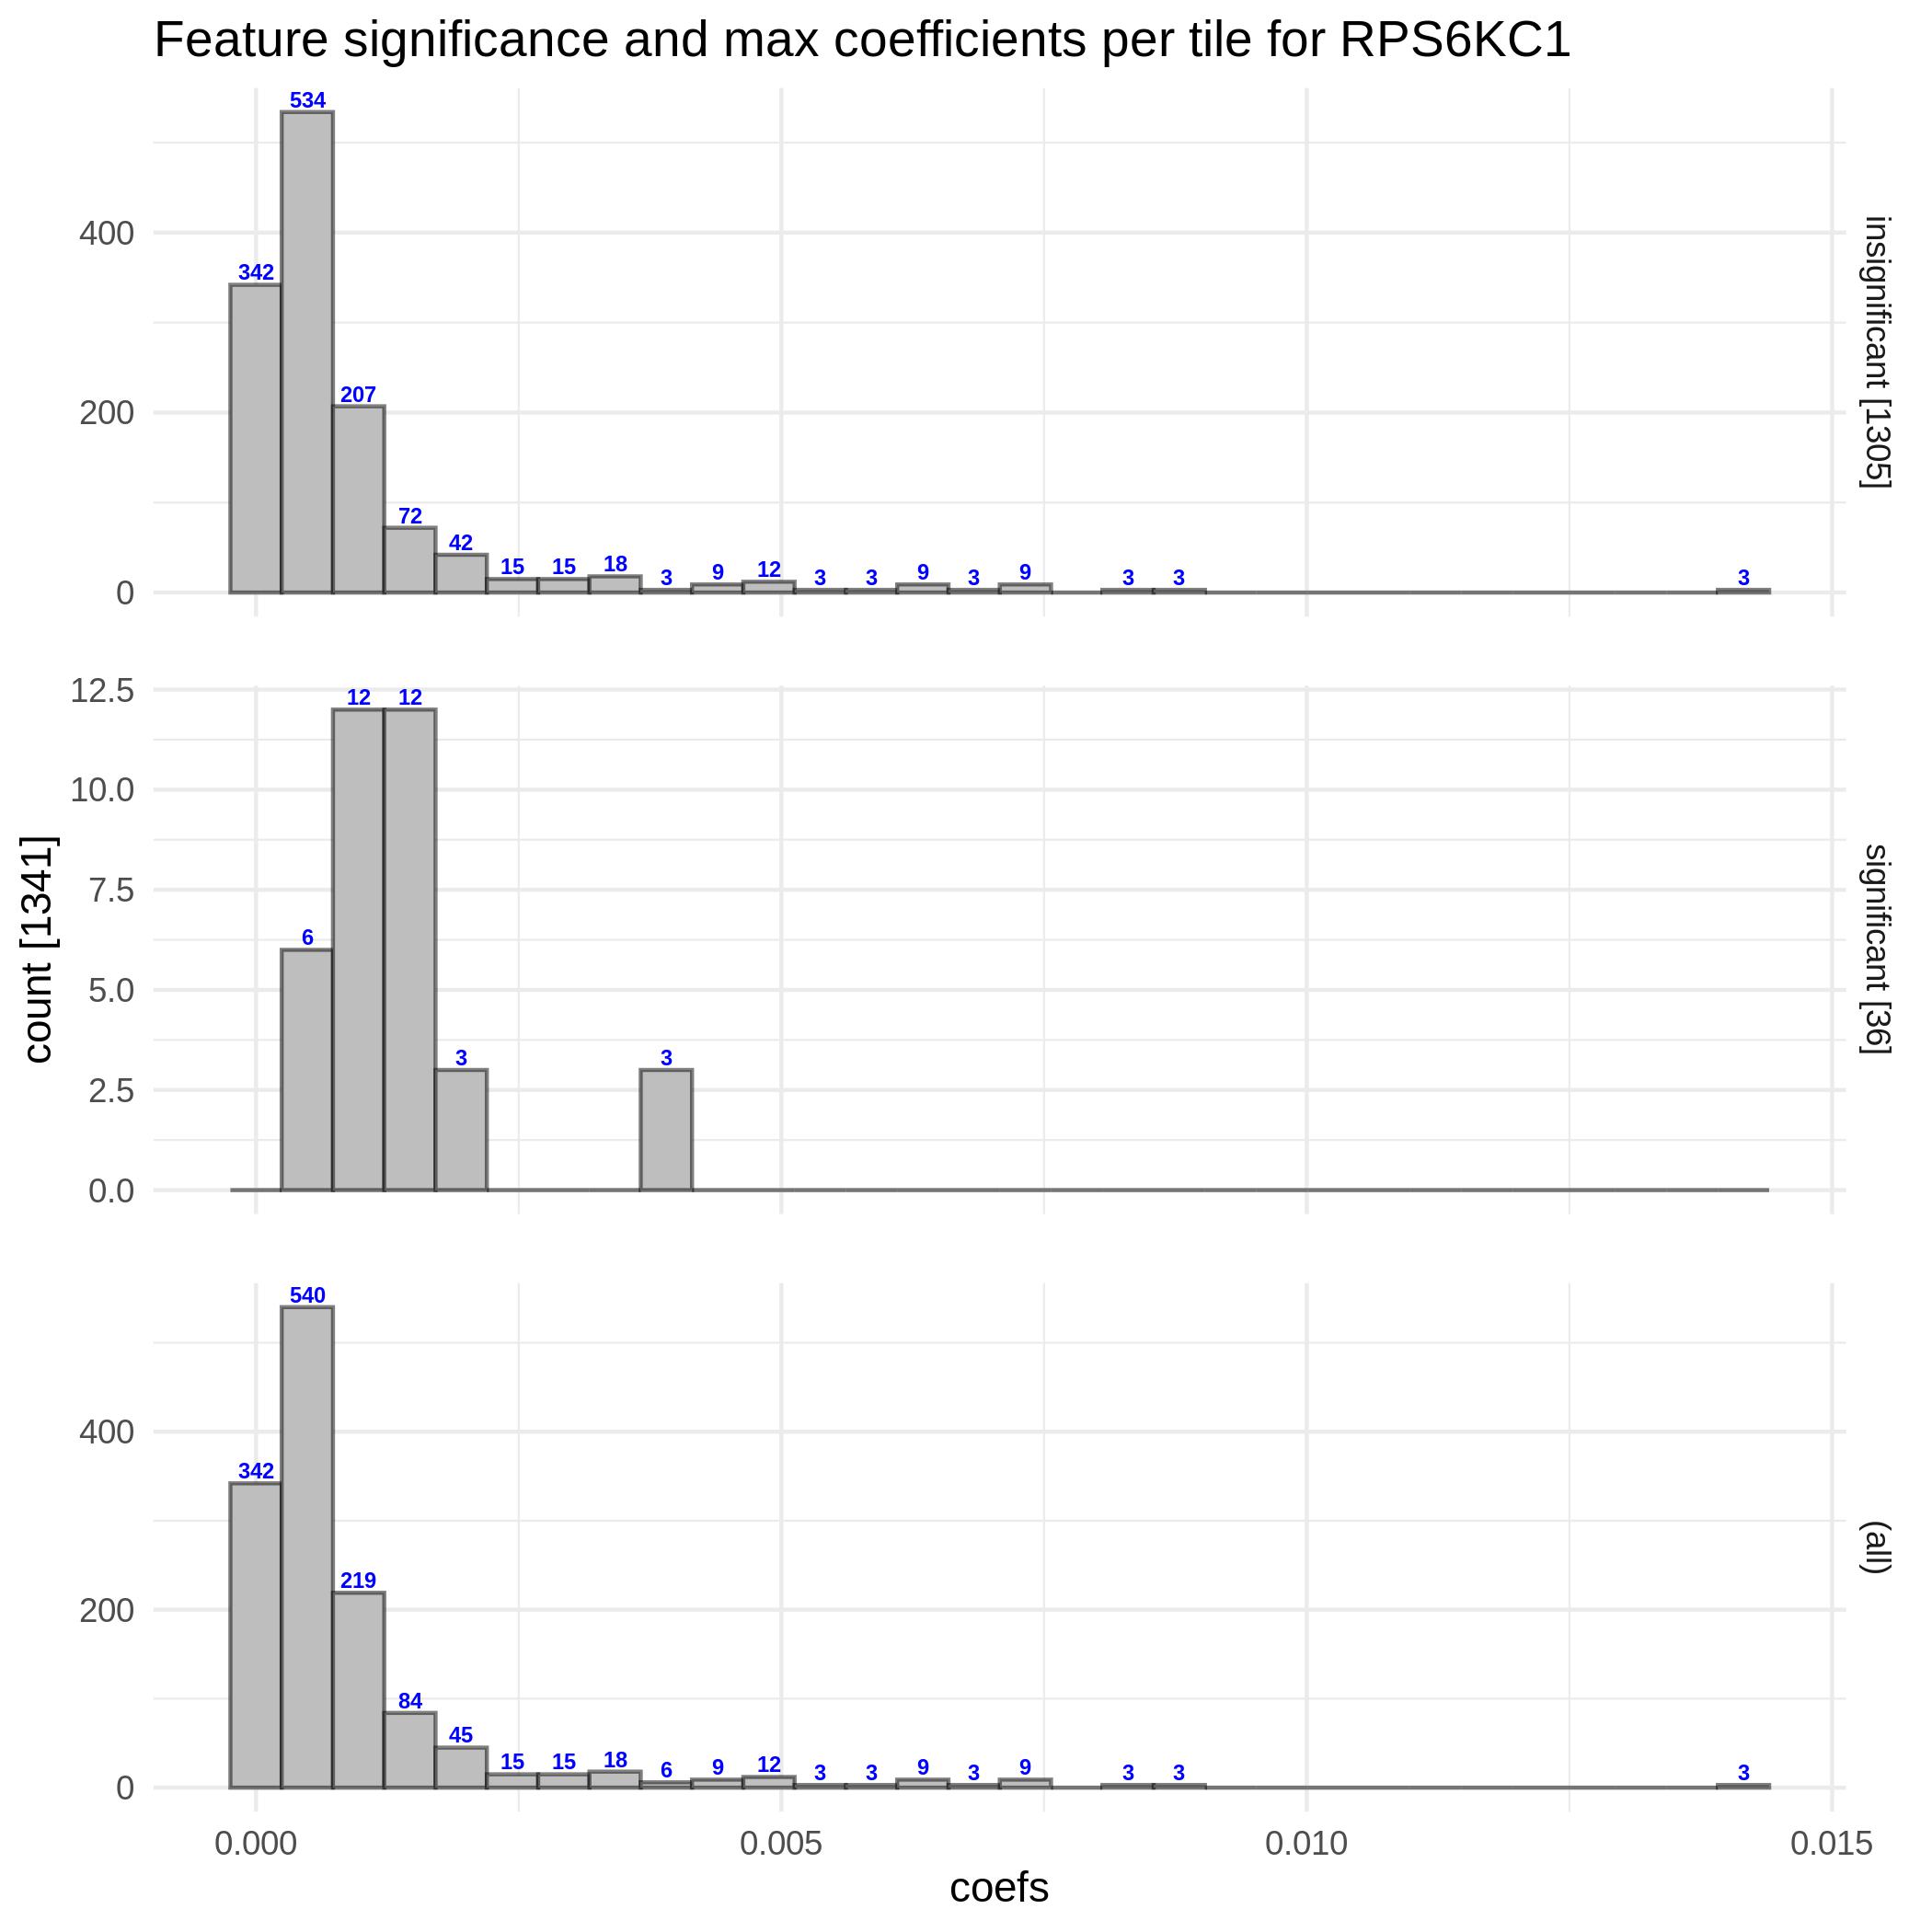 Feature significance and max coefficients per tile for RPS6KC1
534
342
207
72
42
15 15 18 3 9 12 3 3 9 3 9 3 3 3
400
200
0
insignificant [1305]
12 12
6
3 3
12.5
10.0
7.5
5.0
2.5
0.0
significant [36]
count [1341]
540
342
219
84
45
15 15 18 6 9 12 3 3 9 3 9 3 3 3
400
200
0
(all)
0.000 0.005 0.010 0.015
coefs